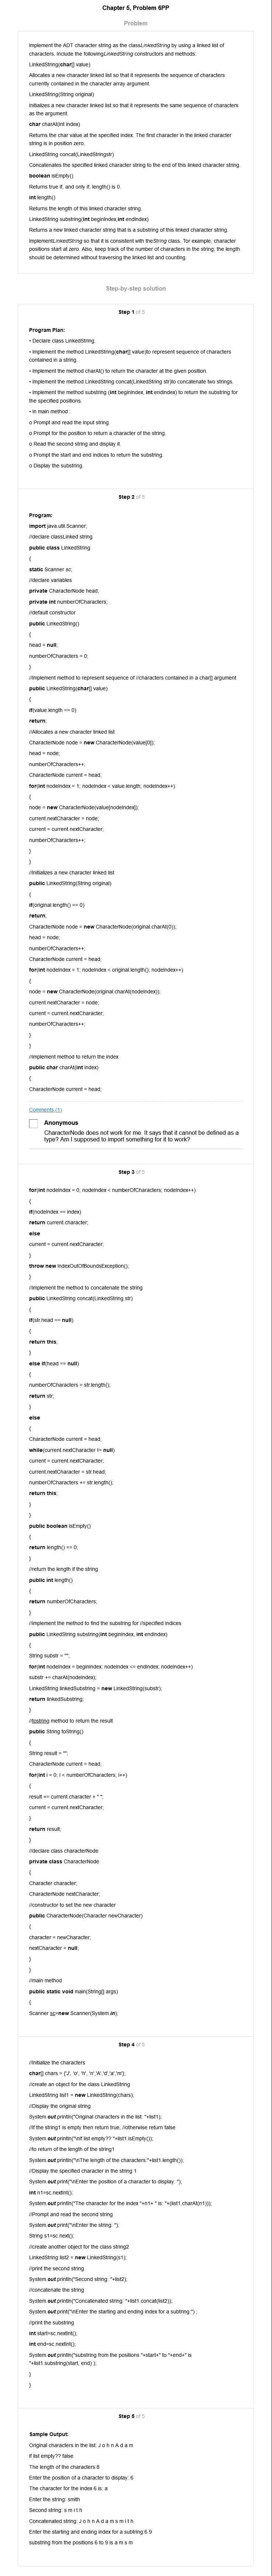 Chapter 5, Problem 6PP
Problem
Implement the ADT character string as the classLinkedString by using a linked list of
characters. Include the followingLinkedString constructors and methods:
LinkedString(char[] value)
Allocates a new character linked list so that it represents the sequence of characters
currently contained in the character array argument.
LinkedString(String original)
Initializes a new character linked list so that it represents the same sequence of characters
as the argument.
char charAt(int index)
Returns the char value at the specified index. The first character in the linked character
string is in position zero.
LinkedString concat(LinkedStringstr)
Concatenates the specified linked character string to the end of this linked character string.
boolean isEmpty()
Returns true if, and only if, length() is 0.
int length()
Returns the length of this linked character string.
LinkedString substring(int beginIndex,int endIndex)
Returns a new linked character string that is a substring of this linked character string.
ImplementLinkedString so that it is consistent with theString class. Tor example, character
positions start at zero. Also, keep track of the number of characters in the string; the length
should be determined without traversing the linked list and counting.
Step-by-step solution
Step 1 of 5
Program Plan:
• Declare class LinkedString.
• Implement the method LinkedString(char[] value)to represent sequence of characters
contained in a string.
• Implement the method charAt() to return the character at the given position.
• Implement the method LinkedString concat(LinkedString str)to concatenate two strings.
• Implement the method substring (int beginIndex, int endIndex) to return the substring for
the specified positions.
• In main method
o Prompt and read the input string
o Prompt for the position to return a character of the string.
o Read the second string and display it.
o Prompt the start and end indices to return the substring.
o Display the substring.
Step 2 of 5
Program:
import java.util.Scanner;
//declare classLinked string
public class LinkedString
{
static Scanner sc;
//declare variables
private CharacterNode head;
private int numberOfCharacters;
//default constructor
public LinkedString()
{
head = null;
numberOfCharacters = 0;
}
//Implement method to represent sequence of //characters contained in a char[] argument
public LinkedString(char[] value)
{
if(value.length == 0)
return;
//Allocates a new character linked list
CharacterNode node = new CharacterNode(value[0]);
head = node;
numberOfCharacters++;
CharacterNode current = head;
for(int nodeIndex = 1; nodeIndex < value.length; nodeIndex++)
{
node = new CharacterNode(value[nodeIndex]);
current.nextCharacter = node;
current = current.nextCharacter;
numberOfCharacters++;
}
}
//Initializes a new character linked list
public LinkedString(String original)
{
if(original.length() == 0)
return;
CharacterNode node = new CharacterNode(original.charAt(0));
head = node;
numberOfCharacters++;
CharacterNode current = head;
for(int nodeIndex = 1; nodeIndex < original.length(); nodeIndex++)
{
node = new CharacterNode(original.charAt(nodeIndex));
current.nextCharacter = node;
current = current.nextCharacter;
numberOfCharacters++;
}
}
//Implement method to return the index
public char charAt(int index)
{
CharacterNode current = head;
Comments (1)
Anonymous
CharacterNode does not work for me. It says that it cannot be defined as a
type? Am I supposed to import something for it to work?
Step 3 of 5
for(int nodeIndex = 0; nodeIndex < numberOfCharacters; nodeIndex++)
{
if(nodeIndex == index)
return current.character;
else
current = current.nextCharacter;
}
throw new IndexOutOfBoundsException();
}
//Implement the method to concatenate the string
public LinkedString concat(LinkedString str)
{
if(str.head == null)
{
return this;
}
else if(head == null)
{
numberOfCharacters = str.length();
return str;
}
else
{
CharacterNode current = head;
while(current.nextCharacter != null)
current = current.nextCharacter;
current.nextCharacter = str.head;
numberOfCharacters += str.length();
return this;
}
}
public boolean isEmpty()
{
return length() == 0;
}
//return the length if the string
public int length()
{
return numberOfCharacters;
}
//Implement the method to find the substring for //specified indices
public LinkedString substring(int beginIndex, int endIndex)
{
String substr = "";
for(int nodeIndex = beginIndex; nodeIndex <= endIndex; nodeIndex++)
substr += charAt(nodeIndex);
LinkedString linkedSubstring = new LinkedString(substr);
return linkedSubstring;
}
//tostring method to return the result
public String toString()
{
String result = "";
CharacterNode current = head;
for(int i = 0; i < numberOfCharacters; i++)
{
result += current.character + " ";
current = current.nextCharacter;
}
return result;
}
//declare class characterNode
private class CharacterNode
{
Character character;
CharacterNode nextCharacter;
//constructor to set the new character
public CharacterNode(Character newCharacter)
{
character = newCharacter;
nextCharacter = null;
}
}
//main method
public static void main(String[] args)
{
Scanner sc=new Scanner(System.in);
Step 4 of 5
//Initialize the characters
char[] chars = {'J', 'o', 'h', 'n','A','d','a','m'};
//create an object for the class LinkedString
LinkedString list1 = new LinkedString(chars);
//Display the original string
System.out.println("Original characters in the list: "+list1);
//If the string1 is empty then return true, //otherwise return false
System.out.println("\nIf list empty?? "+list1.isEmpty());
//to return of the length of the string1
System.out.println("\nThe length of the characters:"+list1.length());
//Display the specified character in the string 1
System.out.print("\nEnter the position of a character to display: ");
int n1=sc.nextInt();
System.out.println("The character for the index "+n1+ " is: "+(list1.charAt(n1)));
//Prompt and read the second string
System.out.print("\nEnter the string: ");
String s1=sc.next();
//create another object for the class string2
LinkedString list2 = new LinkedString(s1);
//print the second string
System.out.println("Second string: "+list2);
//concatenate the string
System.out.println("Concatenated string: "+list1.concat(list2));
System.out.print("\nEnter the starting and ending index for a subtring:") ;
//print the substring
int start=sc.nextInt();
int end=sc.nextInt();
System.out.println("substring from the positions "+start+" to "+end+" is
"+list1.substring(start, end) );
}
}
Step 5 of 5
Sample Output:
Original characters in the list: J o h n A d a m
If list empty?? false
The length of the characters:8
Enter the position of a character to display: 6
The character for the index 6 is: a
Enter the string: smith
Second string: s m i t h
Concatenated string: J o h n A d a m s m i t h
Enter the starting and ending index for a subtring:6 9
substring from the positions 6 to 9 is a m s m